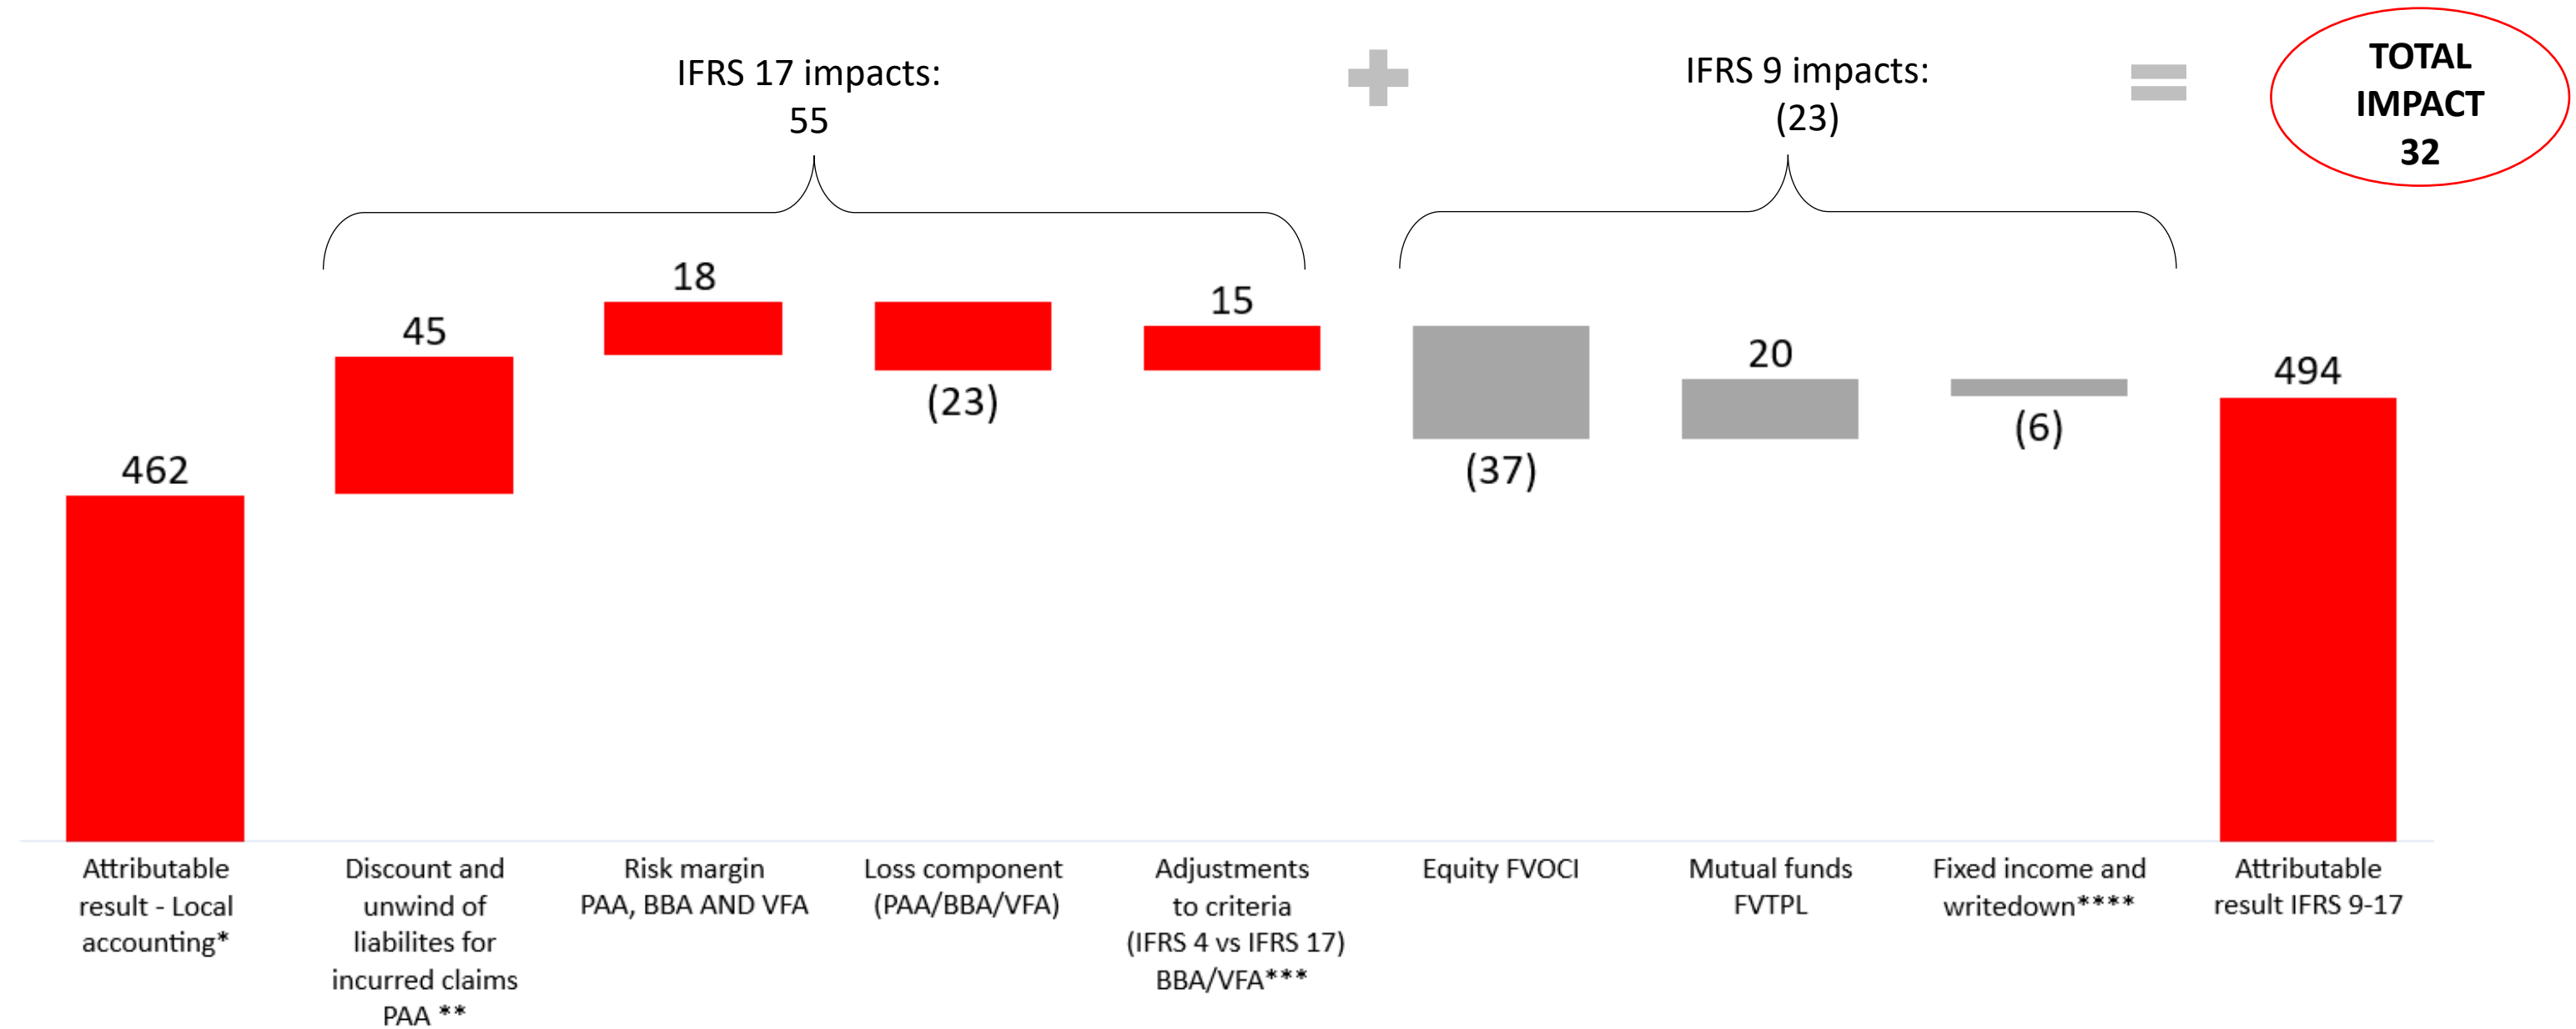 IFRS 17 impacts:
55
IFRS 9 impacts:
(23)
TOTAL
IMPACT
32
462
45
18
(23)
15
(37)
20
(6)
494
Attributable
result - Local
accounting*
Discount and
unwind of
liabilites for
incurred claims
PAA **
Risk margin
PAA, BBA AND VFA
Loss component
(PAA/BBA/VFA)
Adjustments
to criteria
(IFRS 4 vs IFRS 17)
BBA/VFA***
Equity FVOCI
Mutual funds
FVTPL
Fixed income and
writedown****
Attributable
result IFRS 9-17